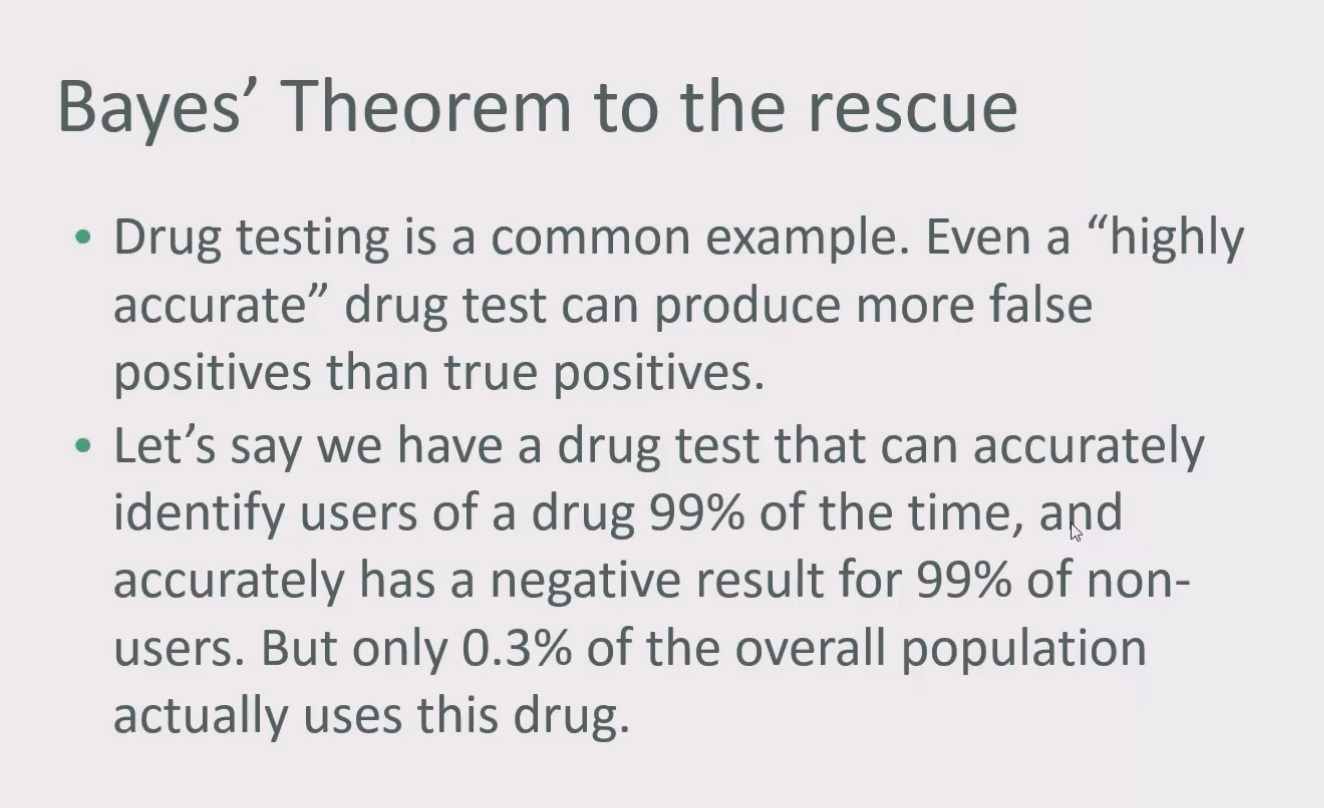 Bayes’ Theorem to the rescue
• Drug testing is a common example. Even a “highly
accurate” drug test can produce more false
positives than true positives.
• Let’s say we have a drug test that can accurately
identify users of a drug 99% of the time, and
accurately has a negative result for 99% of non-
users. But only 0.3% of the overall population
actually uses this drug.